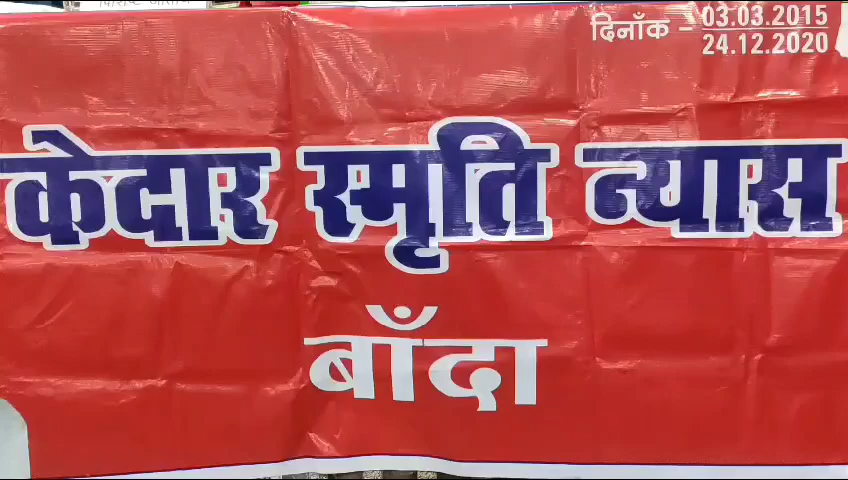 दिनाँक – 03.03.2015
24.12.2020
केदार स्मृति न्यास
बाँदा